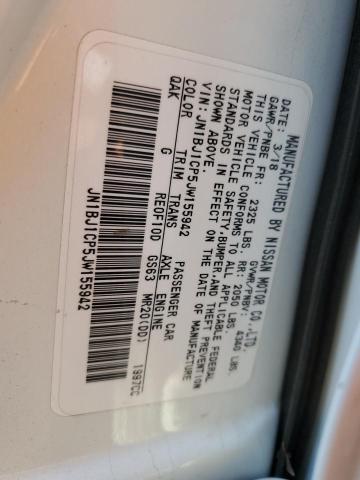 MANUFACTURED BY NISSAN MOTOR CO.,LTD.
DATE: 3/18 GVWR/PNBV: 4340 LBS.
GAWR/PNBE FR: 2325 LBS. RR: 2050 LBS.
THIS VEHICLE CONFORMS TO ALL APPLICABLE FEDERAL
MOTOR VEHICLE SAFETY,BUMPER,AND THEFT PREVENTION
STANDARDS IN EFFECT ON THE DATE OF MANUFACTURE
SHOWN ABOVE.
VIN: JN1BJ1CP5JW155942 PASSENGER CAR
COLOR TRIM TRANS AXLE ENGINE
QAK G RE0F10D GS63 MR20(DD) 1997CC
JN1BJ1CP5JW155942